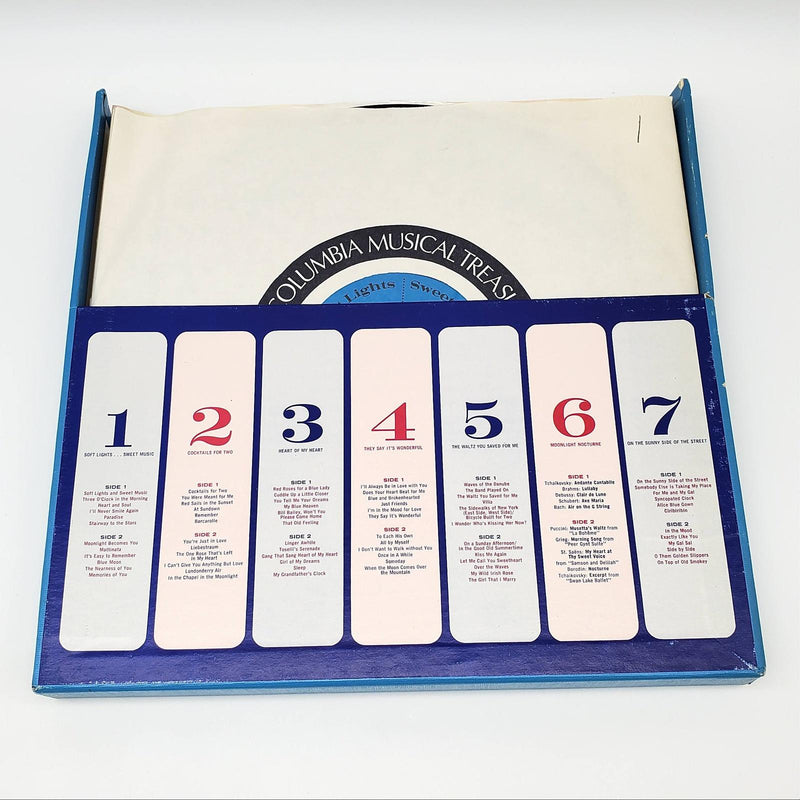 COLUMBIA MUSICAL TREASU
Lights
Sweet
1
SOFT LIGHTS . . . SWEET MUSIC
SIDE 1
Soft Lights and Sweet Music
Three O'Clock in the Morning
Heart and Soul
I'll Never Smile Again
Paradise
Stairway to the Stars
SIDE 2
Moonlight Becomes You
Mattinata
It's Easy to Remember
Blue Moon
The Nearness of You
Memories of You
2
COCKTAILS FOR TWO
SIDE 1
Cocktails for Two
You Were Meant for Me
Red Sails in the Sunset
At Sundown
Remember
Barcarolle
SIDE 2
You're Just in Love
Liebestraum
The One Rose That's Left
in My Heart
I Can't Give You Anything But Love
Londonderry Air
In the Chapel in the Moonlight
3
HEART OF MY HEART
SIDE 1
Red Roses for a Blue Lady
Cuddle Up a Little Closer
You Tell Me Your Dreams
My Blue Heaven
Bill Bailey, Won't You
Please Come Home
That Old Feeling
SIDE 2
Linger Awhile
Toselli's Serenade
Gang That Sang Heart of My Heart
Girl of My Dreams
Sleep
My Grandfather's Clock
4
THEY SAY IT'S WONDERFUL
SIDE 1
I'll Always Be in Love with You
Does Your Heart Beat for Me
Blue and Brokenhearted
Just Friends
I'm in the Mood for Love
They Say It's Wonderful
SIDE 2
To Each His Own
All by Myself
I Don't Want to Walk without You
Once in a While
Someday
When the Moon Comes Over
the Mountain
5
THE WALTZ YOU SAVED FOR ME
SIDE 1
Waves of the Danube
The Band Played On
The Waltz You Saved for Me
Vilia
The Sidewalks of New York
(East Side, West Side)/
Bicycle Built for Two
I Wonder Who's Kissing Her Now?
SIDE 2
On a Sunday Afternoon/
In the Good Old Summertime
Kiss Me Again
Let Me Call You Sweetheart
Over the Waves
My Wild Irish Rose
The Girl That I Marry
6
MOONLIGHT NOCTURNE
SIDE 1
Tchaikovsky: Andante Cantabile
Brahms: Lullaby
Debussy: Clair de Lune
Schubert: Ave Maria
Bach: Air on the G String
SIDE 2
Puccini: Musetta's Waltz from
"La Bohème"
Grieg: Morning Song from
"Peer Gynt Suite"
St. Saëns: My Heart at
Thy Sweet Voice
from "Samson and Delilah"
Borodin: Nocturne
Tchaikovsky: Excerpt from
"Swan Lake Ballet"
7
ON THE SUNNY SIDE OF THE STREET
SIDE 1
On the Sunny Side of the Street
Somebody Else is Taking My Place
For Me and My Gal
Syncopated Clock
Alice Blue Gown
Ciribiribin
SIDE 2
In the Mood
Exactly Like You
My Gal Sal
Side by Side
O Them Golden Slippers
On Top of Old Smokey